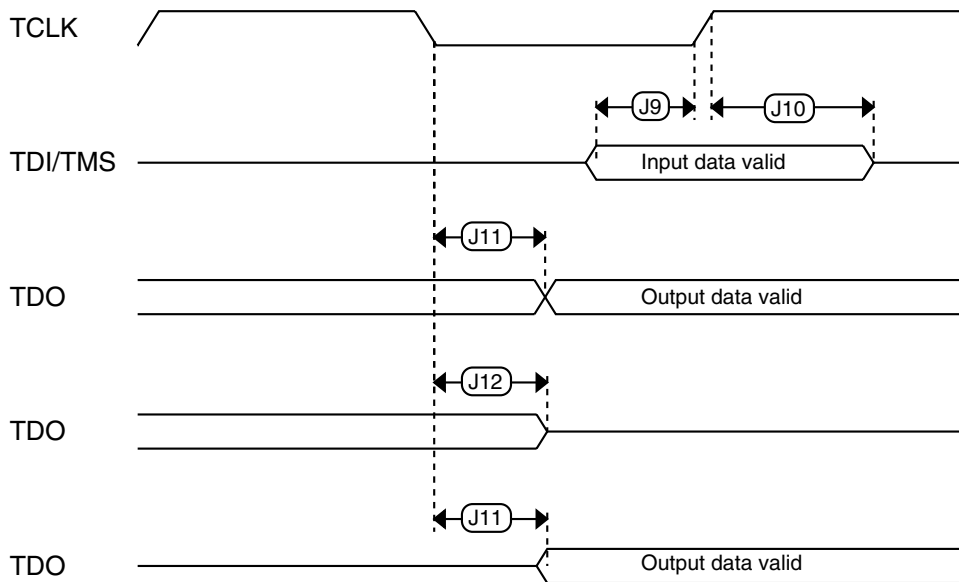 TCLK
J9
J10
TDI/TMS
Input data valid
J11
TDO
Output data valid
J12
TDO
J11
TDO
Output data valid